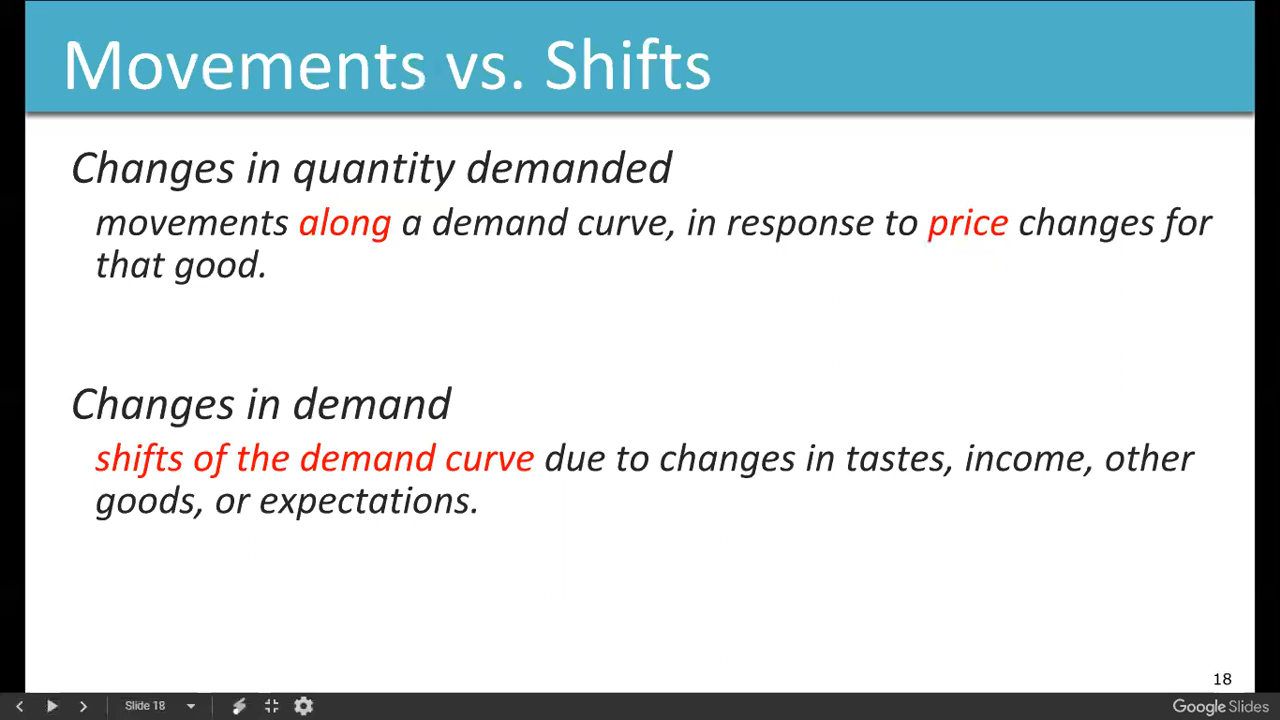 Movements vs. Shifts
Changes in quantity demanded
movements along a demand curve, in response to price changes for
that good.
Changes in demand
shifts of the demand curve due to changes in tastes, income, other
goods, or expectations.
18
Slide 18
Google Slides